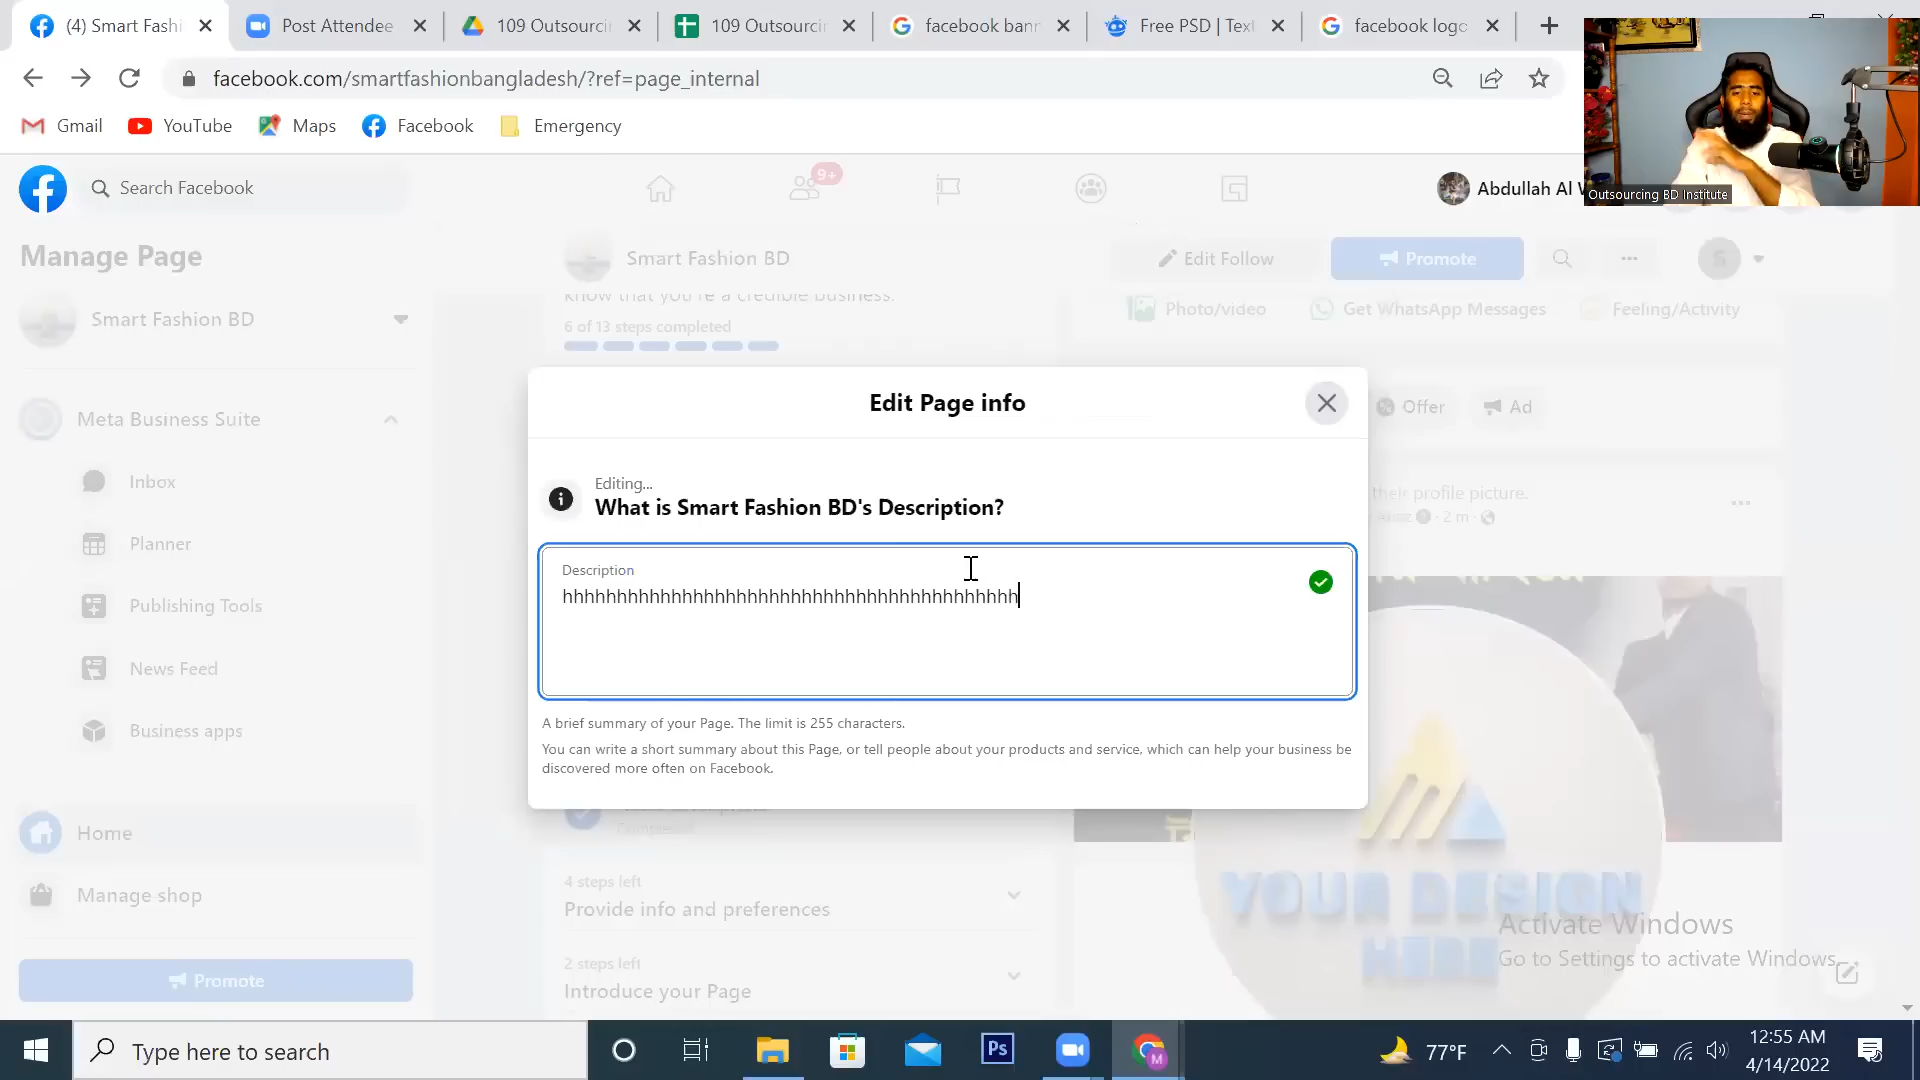 (4) Smart Fashi
Post Attendee
109 Outsourci
109 Outsourci
facebook bann
Free PSD | Text
facebook logo
facebook.com/smartfashionbangladesh/?ref=page_internal
Gmail
YouTube
Maps
Facebook
Emergency
Outsourcing BD Institute
Search Facebook
9+
Abdullah Al
Manage Page
Smart Fashion BD
Edit Follow
Promote
S
know that you're a credible business.
6 of 13 steps completed
Photo/video
Get WhatsApp Messages
Feeling/Activity
Smart Fashion BD
Meta Business Suite
Inbox
Planner
Publishing Tools
News Feed
Business apps
Home
Manage shop
Promote
Edit Page info
Offer
Ad
Editing...
What is Smart Fashion BD's Description?
Description
hhhhhhhhhhhhhhhhhhhhhhhhhhhhhhhhhhhhhhhhhh
A brief summary of your Page. The limit is 255 characters.
You can write a short summary about this Page, or tell people about your products and service, which can help your business be
discovered more often on Facebook.
their profile picture.
· 2 m ·
Completed
4 steps left
Provide info and preferences
2 steps left
Introduce your Page
YOUR DESIGN
HERE
Activate Windows
Go to Settings to activate Windows.
Type here to search
Ps
M
77°F
12:55 AM
4/14/2022